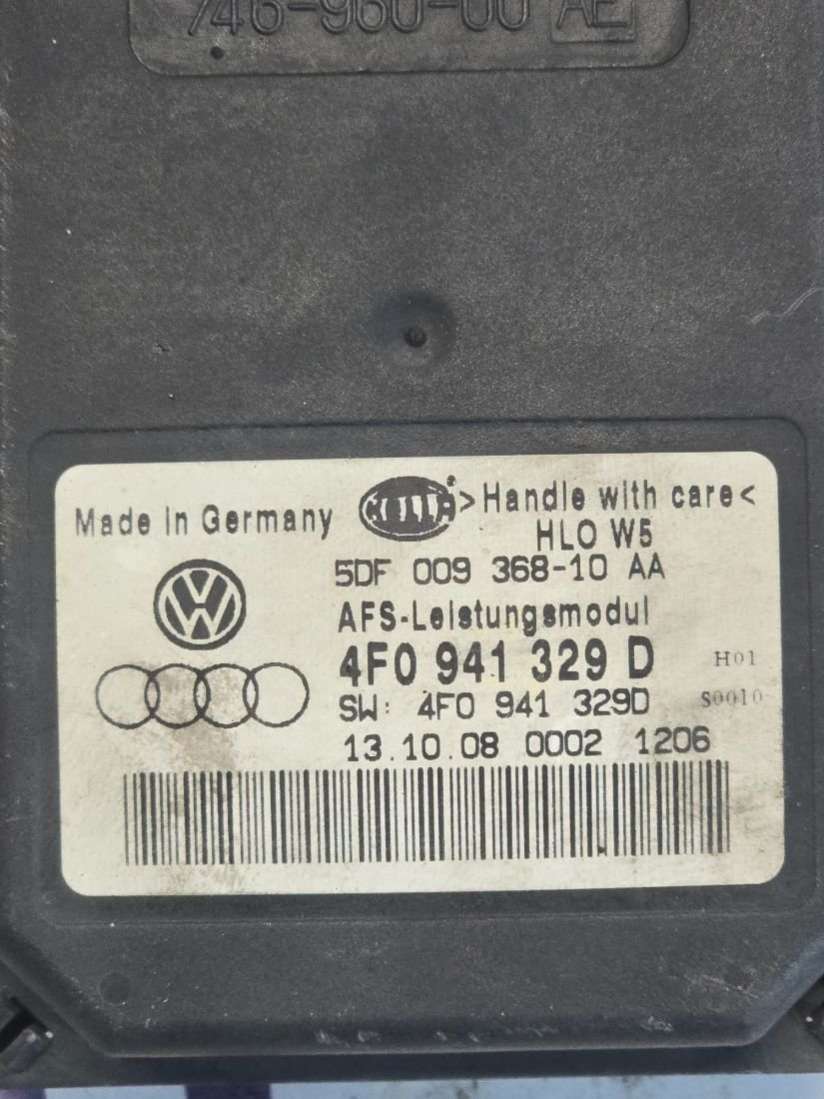 746-960-00 AE
Made in Germany HELLA >Handle with care<
HLO W5
5DF 009 368-10 AA
AFS-Leistungsmodul
4F0 941 329 D H01
SW: 4F0 941 329D S0010
13.10.08 0002 1206